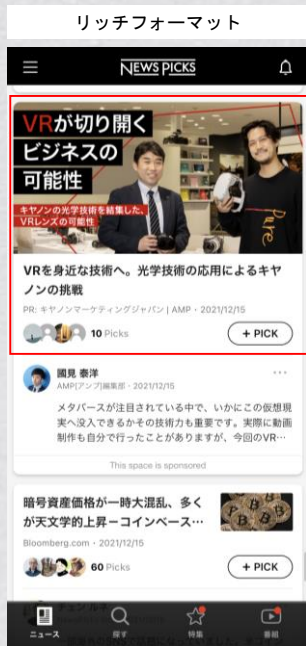 リッチフォーマット
NEWS PICKS
VRが切り開く
ビジネスの
可能性
キヤノンの光学技術を結集した、
VRレンズの可能性
Pure
VRを身近な技術へ。光学技術の応用によるキヤ
ノンの挑戦
PR: キヤノンマーケティングジャパン | AMP・2021/12/15
10 Picks
+ PICK
國見 泰洋
AMP[アンプ]編集部・2021/12/15
メタバースが注目されている中で、いかにこの仮想現
実へ没入できるかその技術力も重要です。実際に動画
制作も自分で行ったことがありますが、今回のVR…
This space is sponsored
暗号資産価格が一時大混乱、多く
が天文学的上昇－コインベース…
Bloomberg.com・2021/12/15
60 Picks
+ PICK
チェン ルネ
ニュース
探す
特集
番組